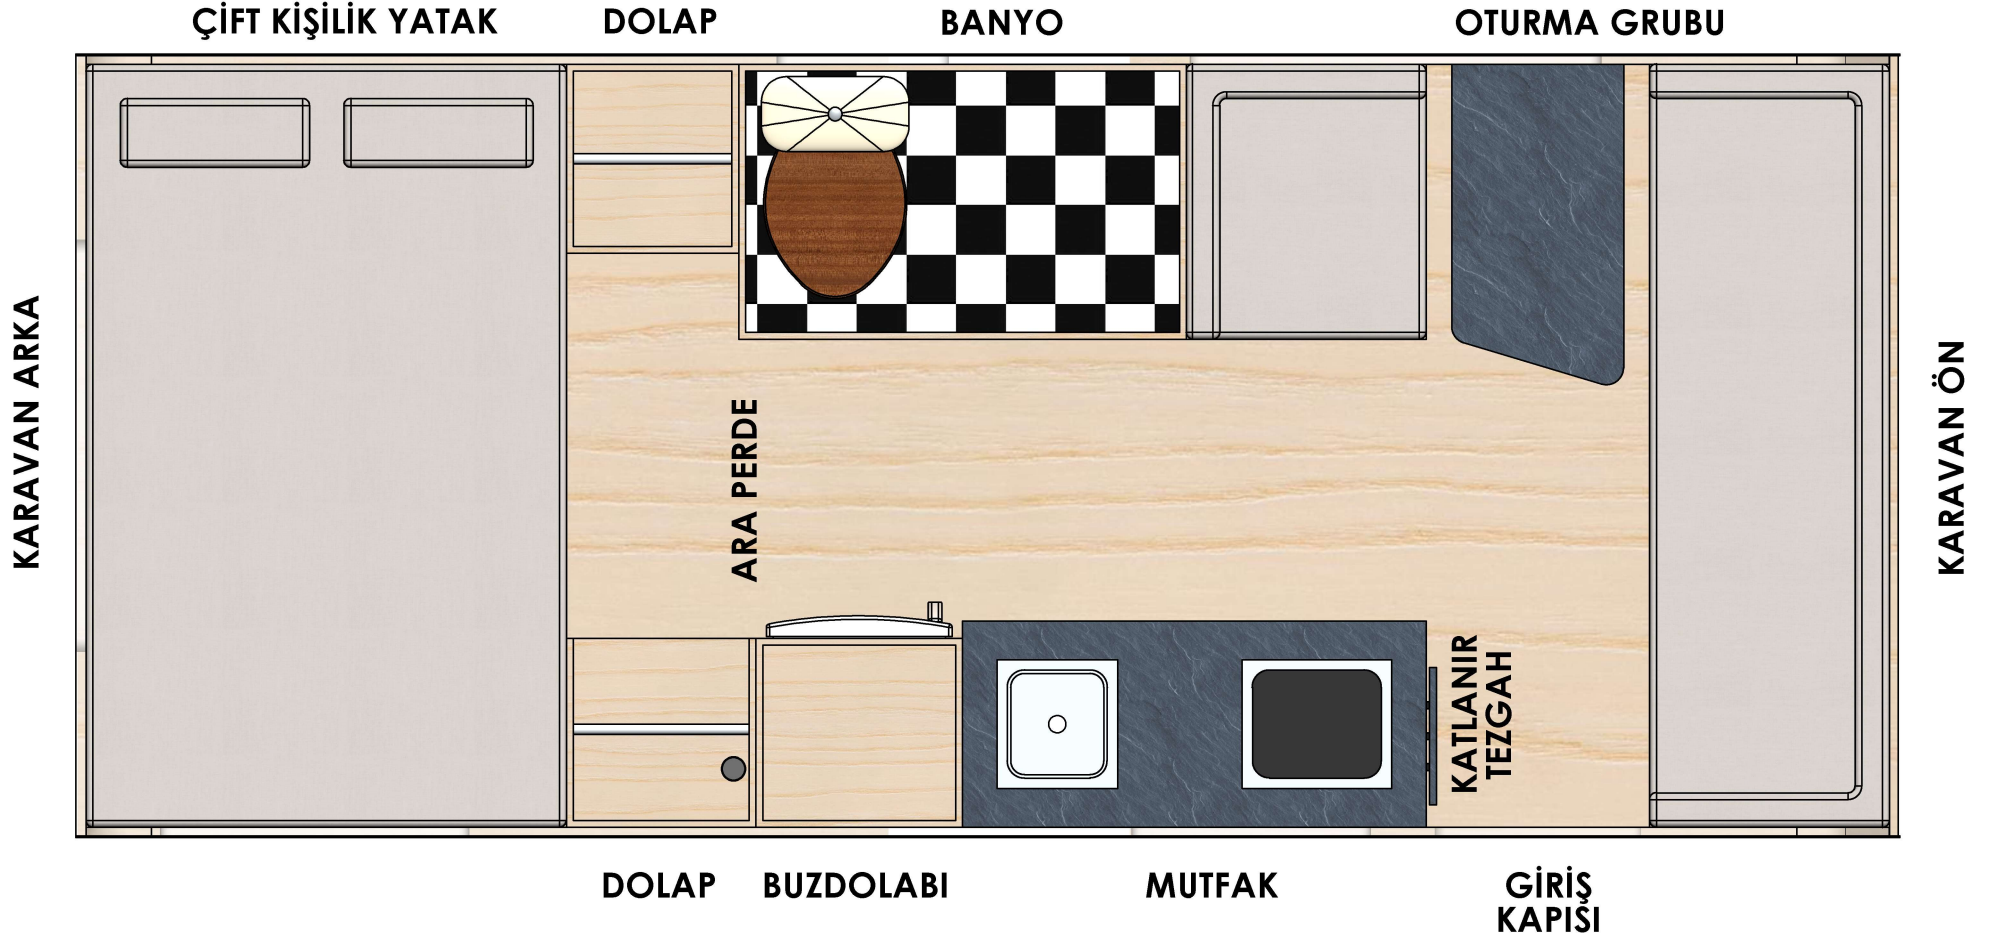 ÇİFT KİŞİLİK YATAK
DOLAP
BANYO
OTURMA GRUBU
KARAVAN ARKA
ARA PERDE
KARAVAN ÖN
KATLANIR
TEZGAH
DOLAP
BUZDOLABI
MUTFAK
GİRİŞ
KAPISI